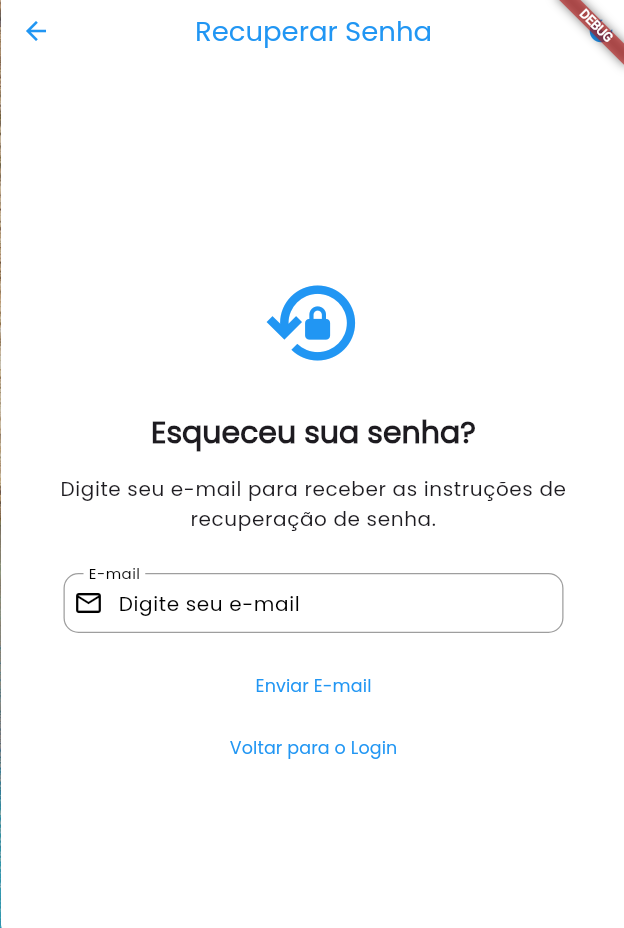 Recuperar Senha
DEBUG
Esqueceu sua senha?
Digite seu e-mail para receber as instruções de
recuperação de senha.
E-mail
Digite seu e-mail
Enviar E-mail
Voltar para o Login